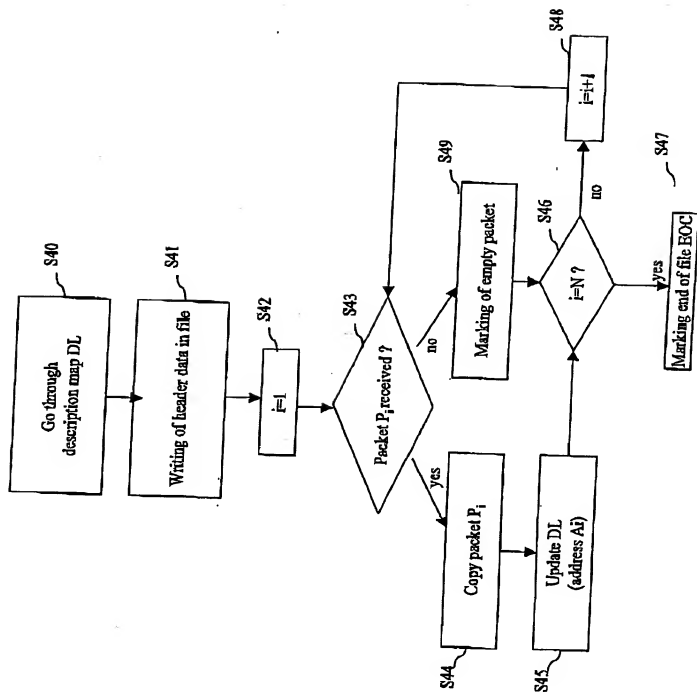 S40
Go through
description map DL
S41
Writing of header data in file
S42
i=1
S43
Packet Pi received ?
yes
no
S44
Copy packet Pi
S49
Marking of empty packet
S45
Update DL
(address Ai)
S46
i=N ?
no
S48
i=i+1
yes
S47
Marking end of file EOC